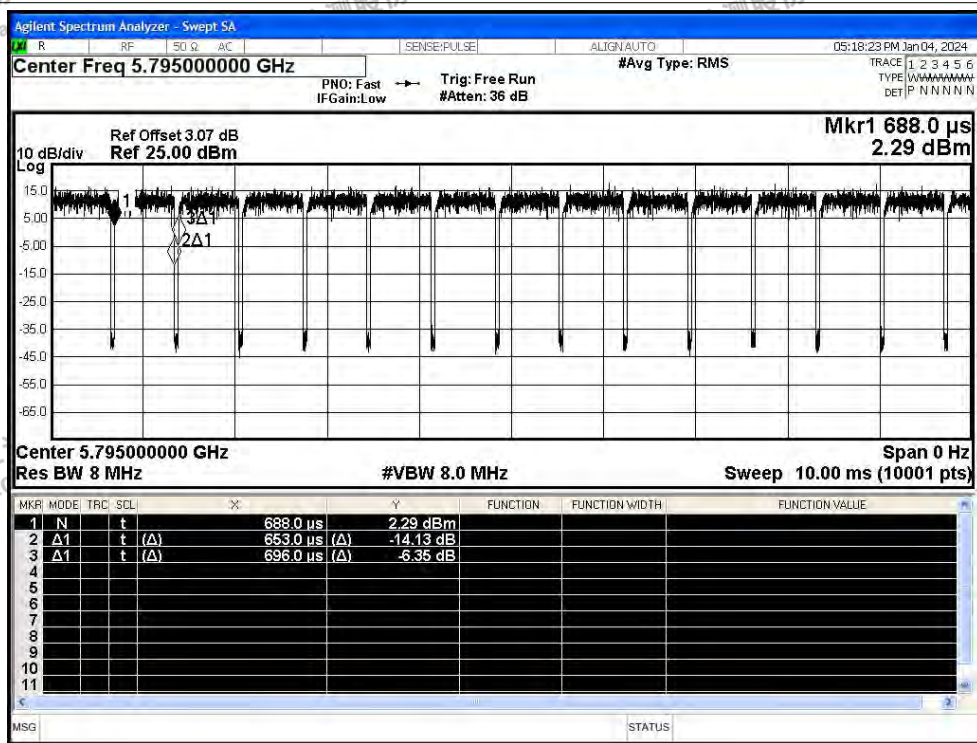 Agilent Spectrum Analyzer - Swept SA
R RF 50 Ω AC SENSE:PULSE ALIGN AUTO 05:18:23 PM Jan 04, 2024
Center Freq 5.795000000 GHz
PNO: Fast
IFGain:Low
Trig: Free Run
#Atten: 36 dB
#Avg Type: RMS
TRACE 1 2 3 4 5 6
TYPE WWWWWW
DET P N N N N N
Ref Offset 3.07 dB
10 dB/div Ref 25.00 dBm
Log
Mkr1 688.0 µs
2.29 dBm
15.0
5.00
-5.00
-15.0
-25.0
-35.0
-45.0
-55.0
-65.0
1
3Δ1
2Δ1
Center 5.795000000 GHz Span 0 Hz
Res BW 8 MHz #VBW 8.0 MHz Sweep 10.00 ms (10001 pts)
MKR MODE TRC SCL X Y FUNCTION FUNCTION WIDTH FUNCTION VALUE
1 N t 688.0 µs 2.29 dBm
2 Δ1 t (Δ) 653.0 µs (Δ) -14.13 dB
3 Δ1 t (Δ) 696.0 µs (Δ) -6.35 dB
4
5
6
7
8
9
10
11
MSG STATUS